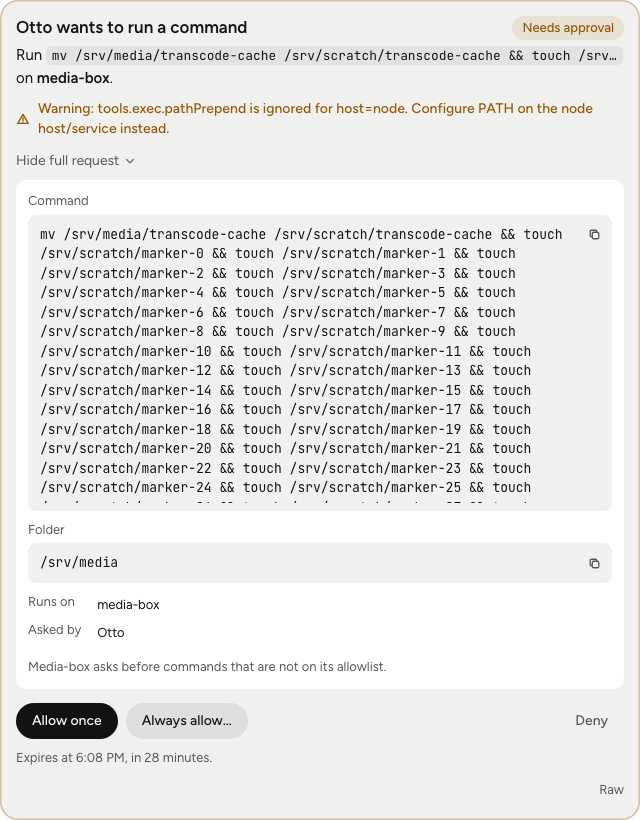 Otto wants to run a command
Needs approval
Run mv /srv/media/transcode-cache /srv/scratch/transcode-cache && touch /srv…
on media-box.
Warning: tools.exec.pathPrepend is ignored for host=node. Configure PATH on the node
host/service instead.
Hide full request
Command
mv /srv/media/transcode-cache /srv/scratch/transcode-cache && touch
/srv/scratch/marker-0 && touch /srv/scratch/marker-1 && touch
/srv/scratch/marker-2 && touch /srv/scratch/marker-3 && touch
/srv/scratch/marker-4 && touch /srv/scratch/marker-5 && touch
/srv/scratch/marker-6 && touch /srv/scratch/marker-7 && touch
/srv/scratch/marker-8 && touch /srv/scratch/marker-9 && touch
/srv/scratch/marker-10 && touch /srv/scratch/marker-11 && touch
/srv/scratch/marker-12 && touch /srv/scratch/marker-13 && touch
/srv/scratch/marker-14 && touch /srv/scratch/marker-15 && touch
/srv/scratch/marker-16 && touch /srv/scratch/marker-17 && touch
/srv/scratch/marker-18 && touch /srv/scratch/marker-19 && touch
/srv/scratch/marker-20 && touch /srv/scratch/marker-21 && touch
/srv/scratch/marker-22 && touch /srv/scratch/marker-23 && touch
/srv/scratch/marker-24 && touch /srv/scratch/marker-25 && touch
Folder
/srv/media
Runs on media-box
Asked by Otto
Media-box asks before commands that are not on its allowlist.
Allow once
Always allow…
Deny
Expires at 6:08 PM, in 28 minutes.
Raw